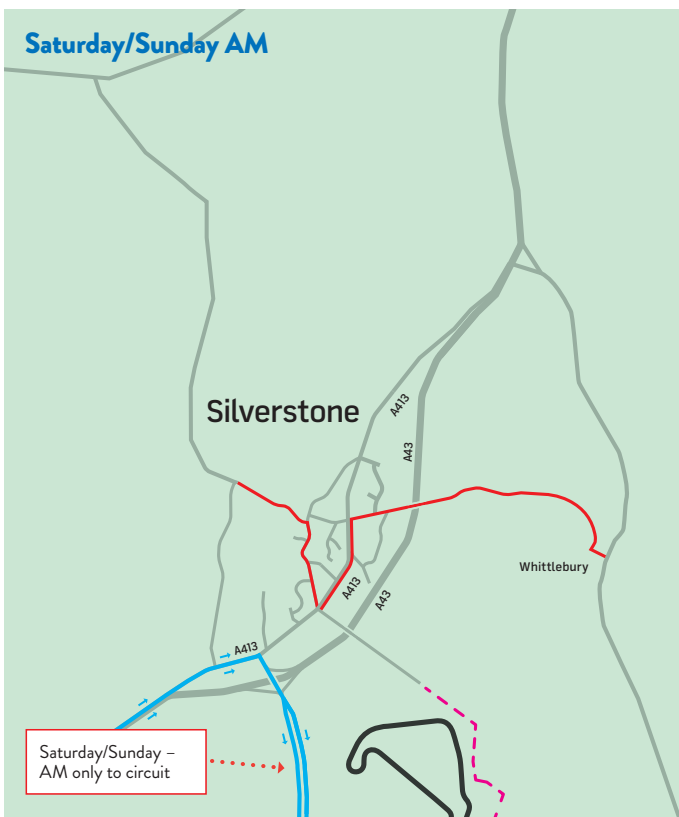 Saturday/Sunday AM
Silverstone
A413
A43
Whittlebury
A413
A43
A413
Saturday/Sunday –
AM only to circuit